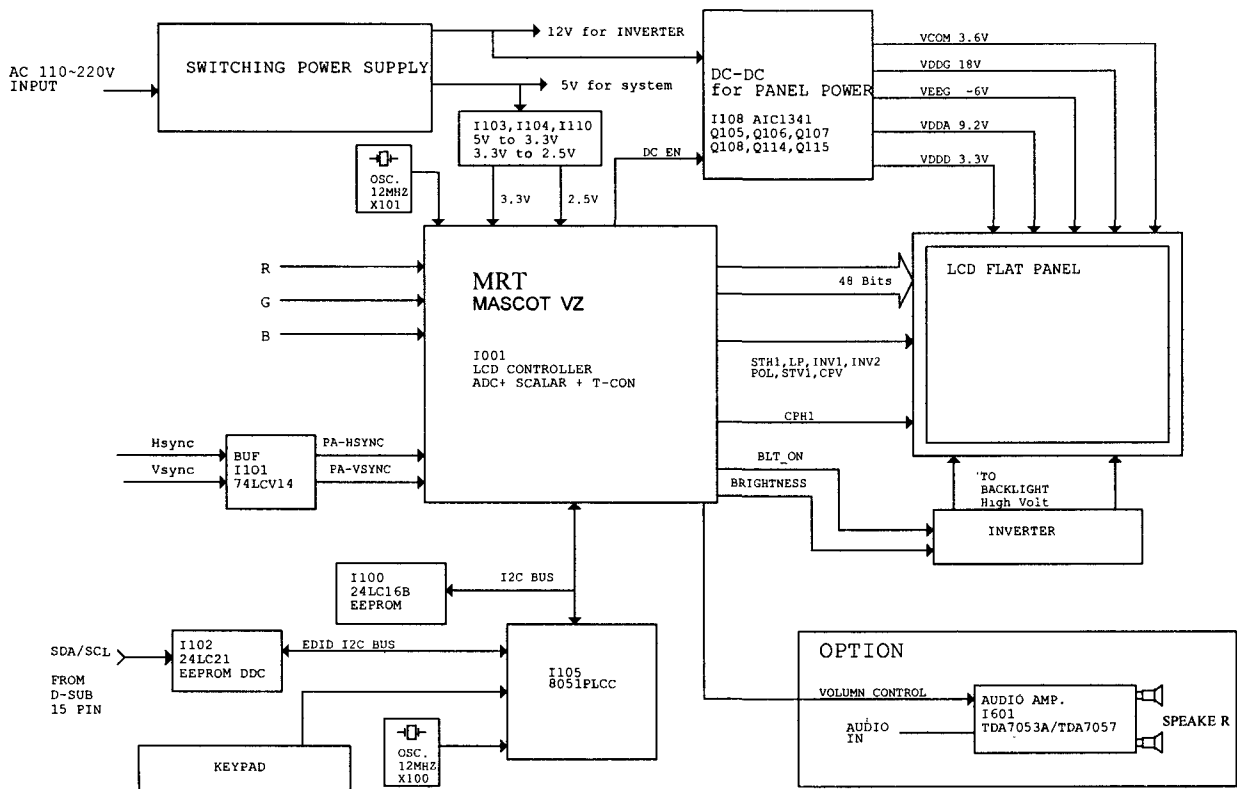 AC 110~220V
INPUT
SWITCHING POWER SUPPLY
12V for INVERTER
5V for system
I103,I104,I110
5V to 3.3V
3.3V to 2.5V
3.3V
2.5V
OSC.
12MHZ
X101
DC EN
DC-DC
for PANEL POWER
I108 AIC1341
Q105,Q106,Q107
Q108,Q114,Q115
VCOM 3.6V
VDDG 18V
VEEG -6V
VDDA 9.2V
VDDD 3.3V
LCD FLAT PANEL
R
G
B
MRT
MASCOT VZ
I001
LCD CONTROLLER
ADC+ SCALAR + T-CON
48 Bits
STH1,LP,INV1,INV2
POL,STV1,CPV
CPH1
BLT_ON
BRIGHTNESS
Hsync
Vsync
BUF
I101
74LCV14
PA-HSYNC
PA-VSYNC
TO
BACKLIGHT
High Volt
INVERTER
I100
24LC16B
EEPROM
I2C BUS
SDA/SCL
FROM
D-SUB
15 PIN
I102
24LC21
EEPROM DDC
EDID I2C BUS
I105
8051PLCC
OSC.
12MHZ
X100
KEYPAD
OPTION
VOLUMN CONTROL
AUDIO
IN
AUDIO AMP.
I601
TDA7053A/TDA7057
SPEAKE R